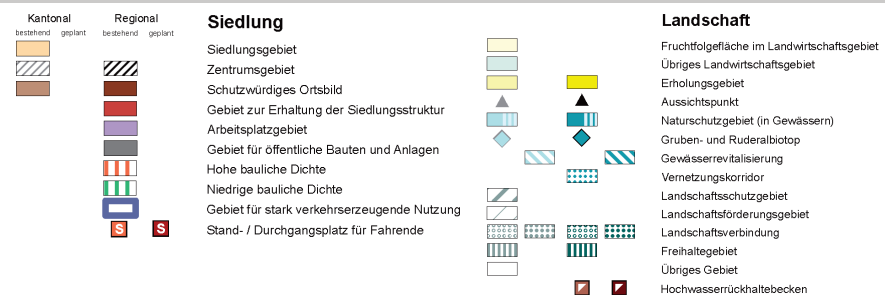 Kantonal Regional Siedlung
bestehend geplant bestehend geplant
Siedlungsgebiet
Zentrumsgebiet
Schutzwürdiges Ortsbild
Gebiet zur Erhaltung der Siedlungsstruktur
Arbeitsplatzgebiet
Gebiet für öffentliche Bauten und Anlagen
Hohe bauliche Dichte
Niedrige bauliche Dichte
Gebiet für stark verkehrserzeugende Nutzung
S S Stand- / Durchgangsplatz für Fahrende
Landschaft
Fruchtfolgefläche im Landwirtschaftsgebiet
Übriges Landwirtschaftsgebiet
Erholungsgebiet
Aussichtspunkt
Naturschutzgebiet (in Gewässern)
Gruben- und Ruderalbiotop
Gewässerrevitalisierung
Vernetzungskorridor
Landschaftsschutzgebiet
Landschaftsförderungsgebiet
Landschaftsverbindung
Freihaltegebiet
Übriges Gebiet
Hochwasserrückhaltebecken